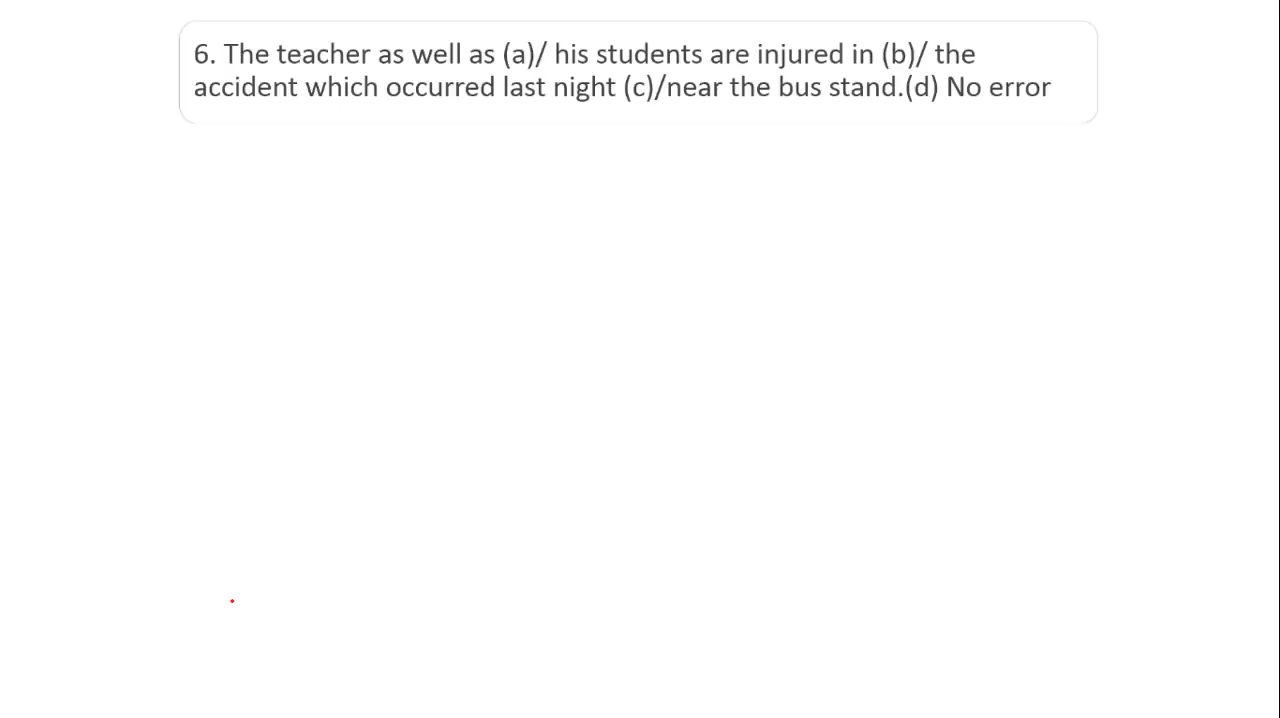 6. The teacher as well as (a)/ his students are injured in (b)/ the
accident which occurred last night (c)/near the bus stand.(d) No error